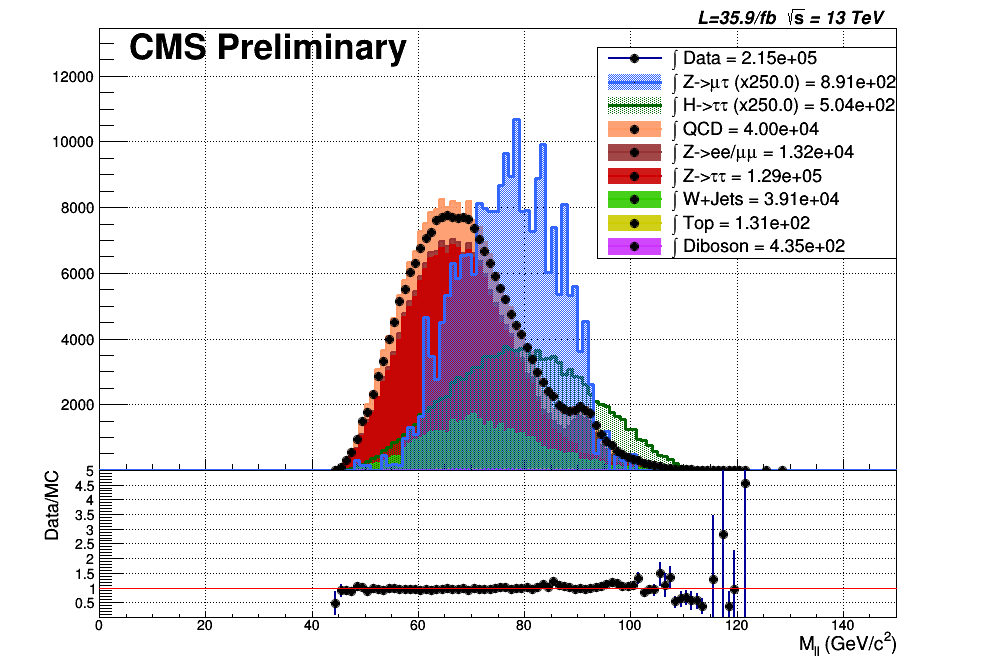 L=35.9/fb √s = 13 TeV
CMS Preliminary
∫ Data = 2.15e+05
∫ Z->μτ (x250.0) = 8.91e+02
∫ H->ττ (x250.0) = 5.04e+02
∫ QCD = 4.00e+04
∫ Z->ee/μμ = 1.32e+04
∫ Z->ττ = 1.29e+05
∫ W+Jets = 3.91e+04
∫ Top = 1.31e+02
∫ Diboson = 4.35e+02
12000
10000
8000
6000
4000
2000
Data/MC
5
4.5
4
3.5
3
2.5
2
1.5
1
0.5
0 20 40 60 80 100 120 140
M_ll (GeV/c²)